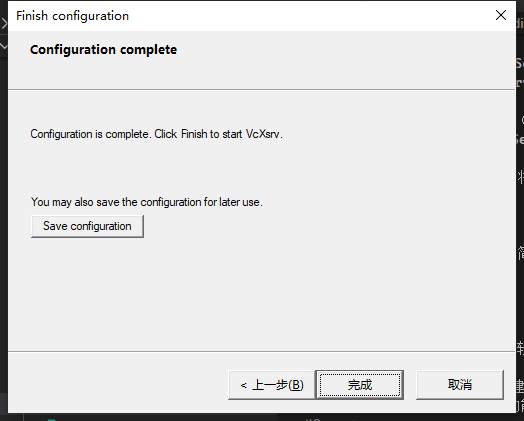 Finish configuration
Configuration complete
Configuration is complete. Click Finish to start VcXsrv.
You may also save the configuration for later use.
Save configuration
< 上一步(B)
完成
取消